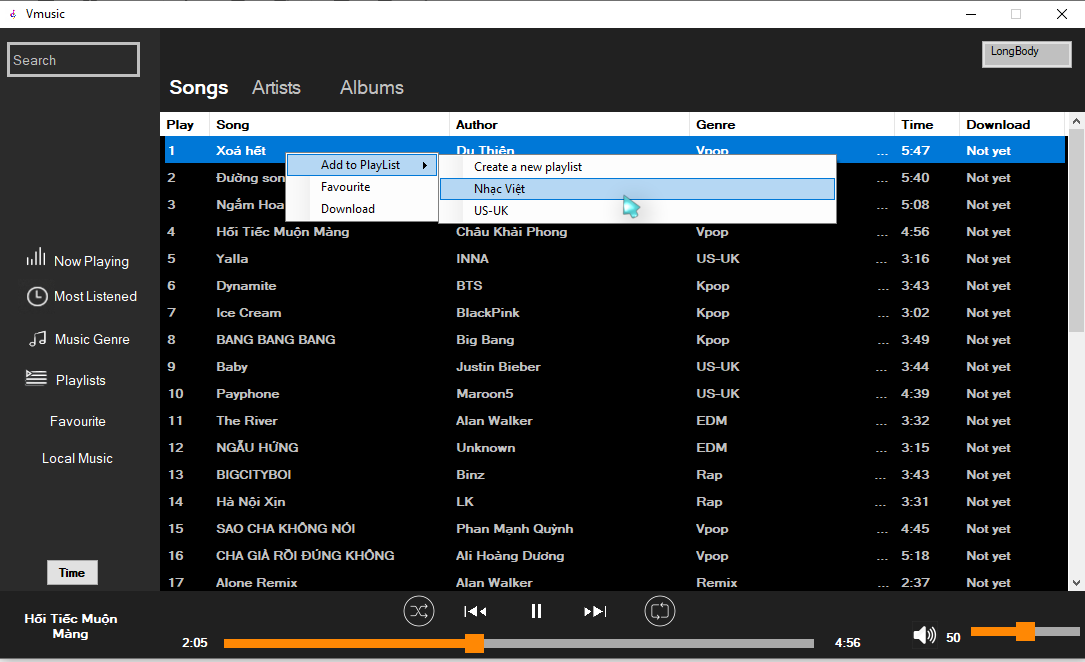 Vmusic
Search
LongBody
Songs Artists Albums
Play Song Author Genre Time Download
1 Xoá hết Du Thiên Vpop ... 5:47 Not yet
Add to PlayList
Favourite
Download
Create a new playlist
Nhạc Việt
US-UK
2 Đường son ... 5:40 Not yet
3 Ngắm Hoa ... 5:08 Not yet
4 Hối Tiếc Muộn Màng Châu Khải Phong Vpop ... 4:56 Not yet
5 Yalla INNA US-UK ... 3:16 Not yet
6 Dynamite BTS Kpop ... 3:43 Not yet
7 Ice Cream BlackPink Kpop ... 3:02 Not yet
8 BANG BANG BANG Big Bang Kpop ... 3:49 Not yet
9 Baby Justin Bieber US-UK ... 3:44 Not yet
10 Payphone Maroon5 US-UK ... 4:39 Not yet
11 The River Alan Walker EDM ... 3:32 Not yet
12 NGẪU HỨNG Unknown EDM ... 3:15 Not yet
13 BIGCITYBOI Binz Rap ... 3:43 Not yet
14 Hà Nội Xịn LK Rap ... 3:31 Not yet
15 SAO CHA KHÔNG NÓI Phan Mạnh Quỳnh Vpop ... 4:45 Not yet
16 CHA GIÀ RỒI ĐÚNG KHÔNG Ali Hoàng Dương Vpop ... 5:18 Not yet
17 Alone Remix Alan Walker Remix ... 2:37 Not yet
Now Playing
Most Listened
Music Genre
Playlists
Favourite
Local Music
Time
Hối Tiếc Muộn
Màng
2:05
4:56
50